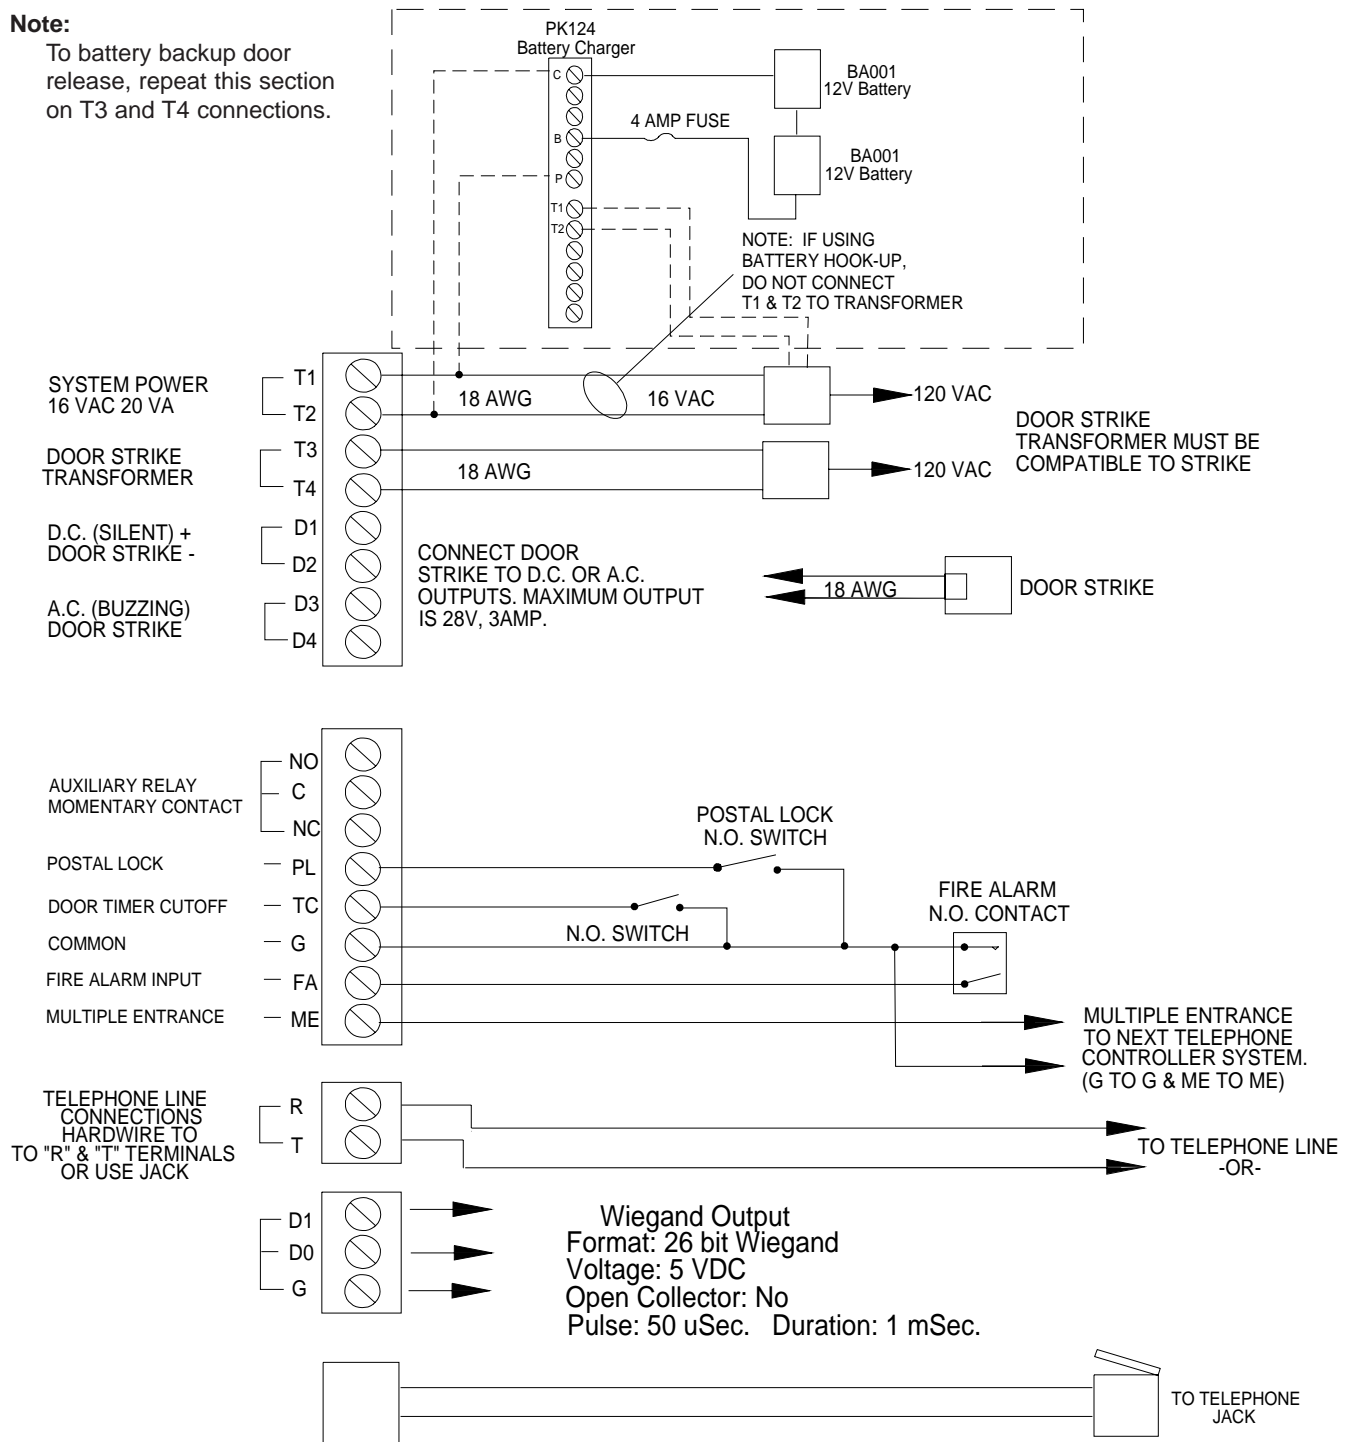 Note:
To battery backup door
release, repeat this section
on T3 and T4 connections.
PK124
Battery Charger
C
B
P
T1
T2
4 AMP FUSE
BA001
12V Battery
BA001
12V Battery
NOTE: IF USING
BATTERY HOOK-UP,
DO NOT CONNECT
T1 & T2 TO TRANSFORMER
SYSTEM POWER
16 VAC 20 VA
T1
T2
18 AWG
16 VAC
120 VAC
DOOR STRIKE
TRANSFORMER
T3
T4
18 AWG
120 VAC
DOOR STRIKE
TRANSFORMER MUST BE
COMPATIBLE TO STRIKE
D.C. (SILENT) +
DOOR STRIKE -
D1
D2
A.C. (BUZZING)
DOOR STRIKE
D3
D4
CONNECT DOOR
STRIKE TO D.C. OR A.C.
OUTPUTS. MAXIMUM OUTPUT
IS 28V, 3AMP.
18 AWG
DOOR STRIKE
AUXILIARY RELAY
MOMENTARY CONTACT
NO
C
NC
POSTAL LOCK
PL
POSTAL LOCK
N.O. SWITCH
DOOR TIMER CUTOFF
TC
N.O. SWITCH
COMMON
G
FIRE ALARM
N.O. CONTACT
FIRE ALARM INPUT
FA
MULTIPLE ENTRANCE
ME
MULTIPLE ENTRANCE
TO NEXT TELEPHONE
CONTROLLER SYSTEM.
(G TO G & ME TO ME)
TELEPHONE LINE
CONNECTIONS
HARDWIRE TO
TO "R" & "T" TERMINALS
OR USE JACK
R
T
TO TELEPHONE LINE
-OR-
D1
D0
G
Wiegand Output
Format: 26 bit Wiegand
Voltage: 5 VDC
Open Collector: No
Pulse: 50 uSec. Duration: 1 mSec.
TO TELEPHONE
JACK